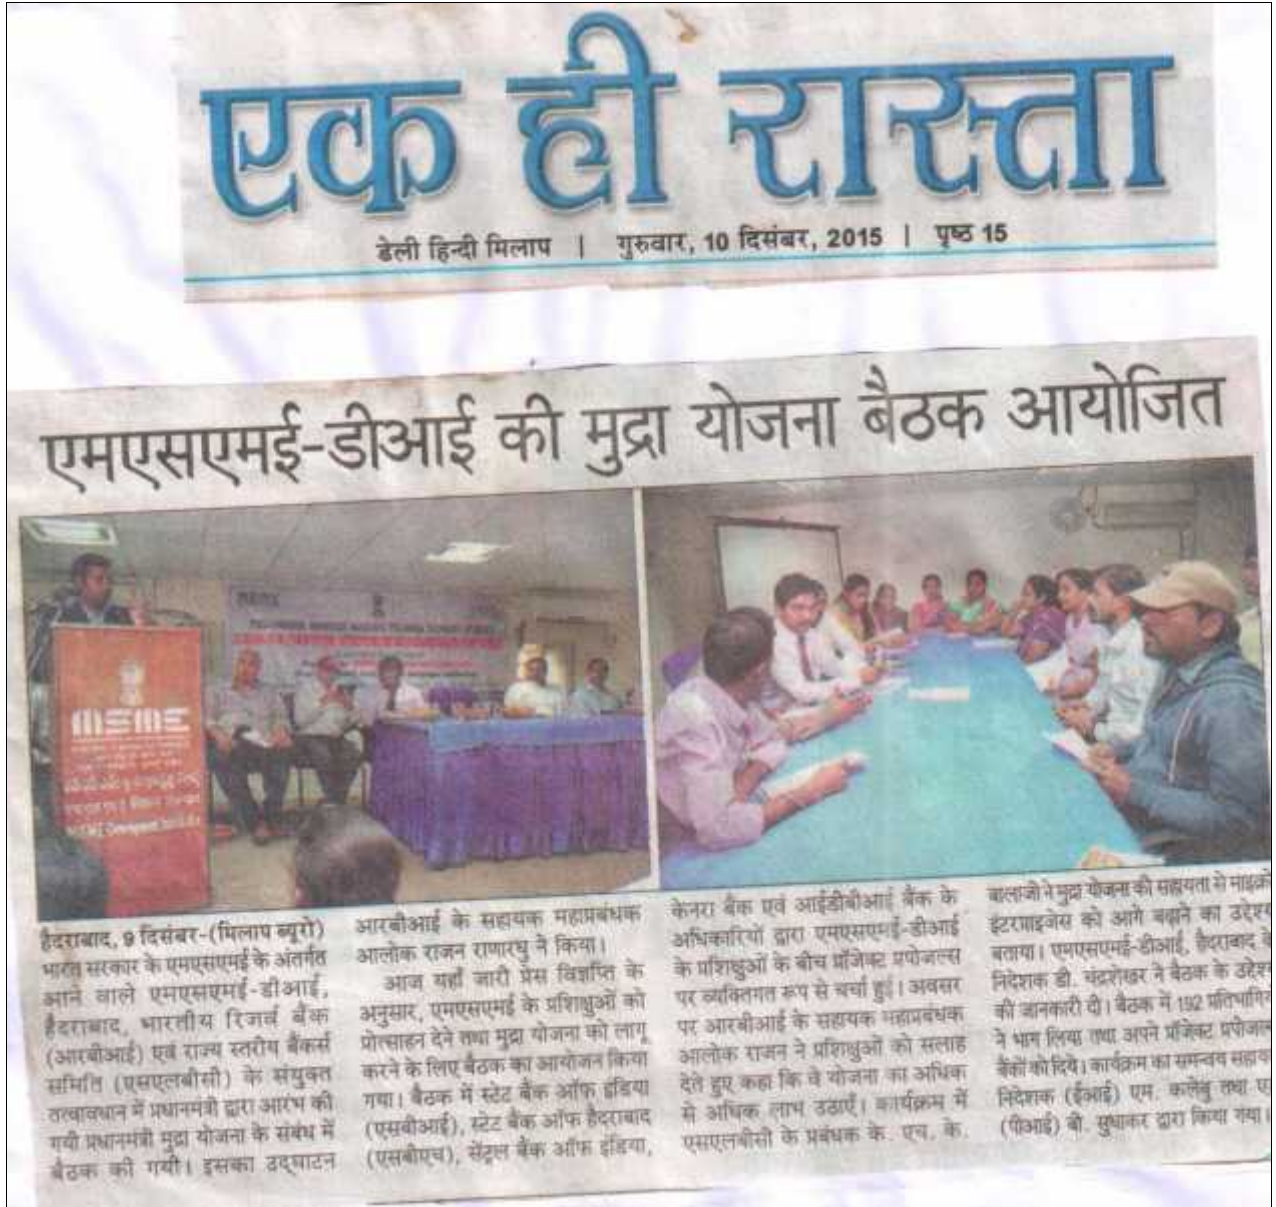 एक ही रास्ता
डेली हिन्दी मिलाप | गुरुवार, 10 दिसंबर, 2015 | पृष्ठ 15
एमएसएमई-डीआई की मुद्रा योजना बैठक आयोजित
MSME
हैदराबाद, 9 दिसंबर-(मिलाप ब्यूरो)
भारत सरकार के एमएसएमई के अंतर्गत
आने वाले एमएसएमई-डीआई,
हैदराबाद, भारतीय रिजर्व बैंक
(आरबीआई) एवं राज्य स्तरीय बैंकर्स
समिति (एसएलबीसी) के संयुक्त
तत्वावधान में प्रधानमंत्री द्वारा आरंभ की
गयी प्रधानमंत्री मुद्रा योजना के संबंध में
बैठक की गयी। इसका उद्घाटन
आरबीआई के सहायक महाप्रबंधक
आलोक राजन राणारघु ने किया।
आज यहाँ जारी प्रेस विज्ञप्ति के
अनुसार, एमएसएमई के प्रशिक्षुओं को
प्रोत्साहन देने तथा मुद्रा योजना को लागू
करने के लिए बैठक का आयोजन किया
गया। बैठक में स्टेट बैंक ऑफ इंडिया
(एसबीआई), स्टेट बैंक ऑफ हैदराबाद
(एसबीएच), सेंट्रल बैंक ऑफ इंडिया,
केनरा बैंक एवं आईडीबीआई बैंक के
अधिकारियों द्वारा एमएसएमई-डीआई
के प्रशिक्षुओं के बीच प्रॉजेक्ट प्रपोजल्स
पर व्यक्तिगत रूप से चर्चा हुई। अवसर
पर आरबीआई के सहायक महाप्रबंधक
आलोक राजन ने प्रशिक्षुओं को सलाह
देते हुए कहा कि वे योजना का अधिक
से अधिक लाभ उठाएँ। कार्यक्रम में
एसएलबीसी के प्रबंधक के. एच. के.
बालाजी ने मुद्रा योजना की सहायता से माइक्रो
इंटरप्राइजेस को आगे बढ़ाने का उद्देश्य
बताया। एमएसएमई-डीआई, हैदराबाद के
निदेशक डी. चंद्रशेखर ने बैठक के उद्देश्य
की जानकारी दी। बैठक में 192
ने भाग लिया तथा अपने प्रॉजेक्ट
बैंकों को दिये। कार्यक्रम का समन्वय
निदेशक (ईआई) एम. तथा
(पीआई) बी. सुधाकर द्वारा किया गया।